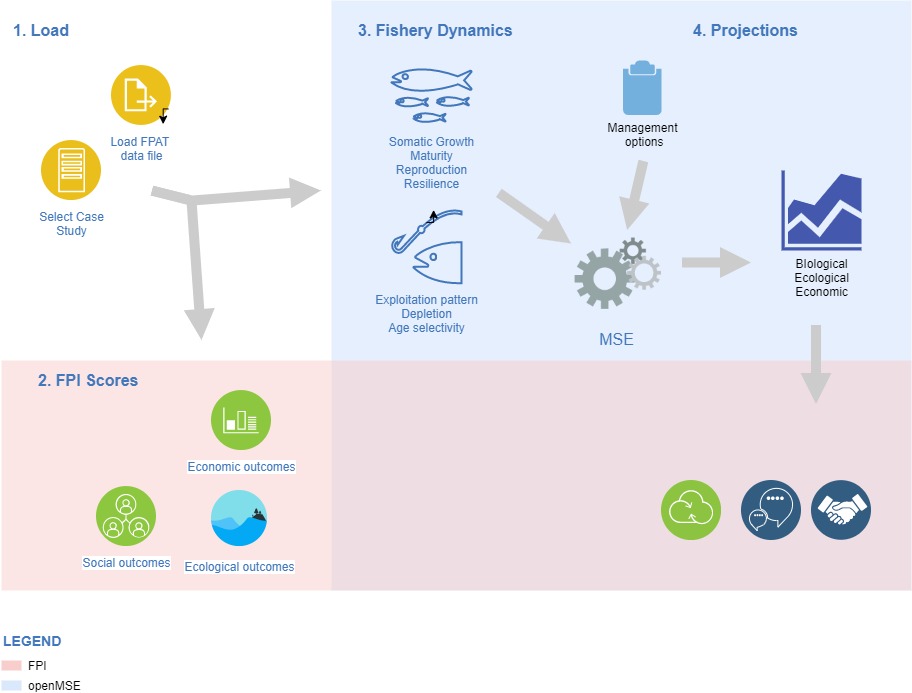 1. Load
Load FPAT
data file
Select Case
Study
3. Fishery Dynamics
Somatic Growth
Maturity
Reproduction
Resilience
Exploitation pattern
Depletion
Age selectivity
4. Projections
Management
options
MSE
BIological
Ecological
Economic
2. FPI Scores
Economic outcomes
Social outcomes
Ecological outcomes
LEGEND
FPI
openMSE